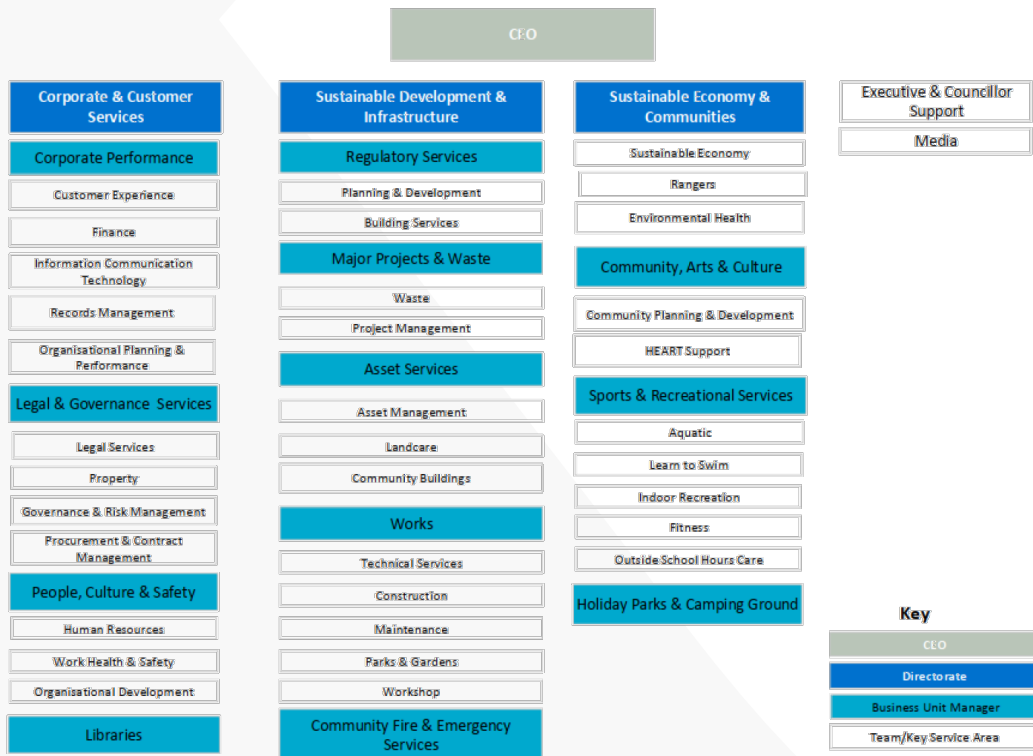 CEO
Corporate & Customer
Services
Corporate Performance
Customer Experience
Finance
Information Communication
Technology
Records Management
Organisational Planning &
Performance
Legal & Governance Services
Legal Services
Property
Governance & Risk Management
Procurement & Contract
Management
People, Culture & Safety
Human Resources
Work Health & Safety
Organisational Development
Libraries
Sustainable Development &
Infrastructure
Regulatory Services
Planning & Development
Building Services
Major Projects & Waste
Waste
Project Management
Asset Services
Asset Management
Landcare
Community Buildings
Works
Technical Services
Construction
Maintenance
Parks & Gardens
Workshop
Community Fire & Emergency
Services
Sustainable Economy &
Communities
Sustainable Economy
Rangers
Environmental Health
Community, Arts & Culture
Community Planning & Development
HEART Support
Sports & Recreational Services
Aquatic
Learn to Swim
Indoor Recreation
Fitness
Outside School Hours Care
Holiday Parks & Camping Ground
Executive & Councillor
Support
Media
Key
CEO
Directorate
Business Unit Manager
Team/Key Service Area